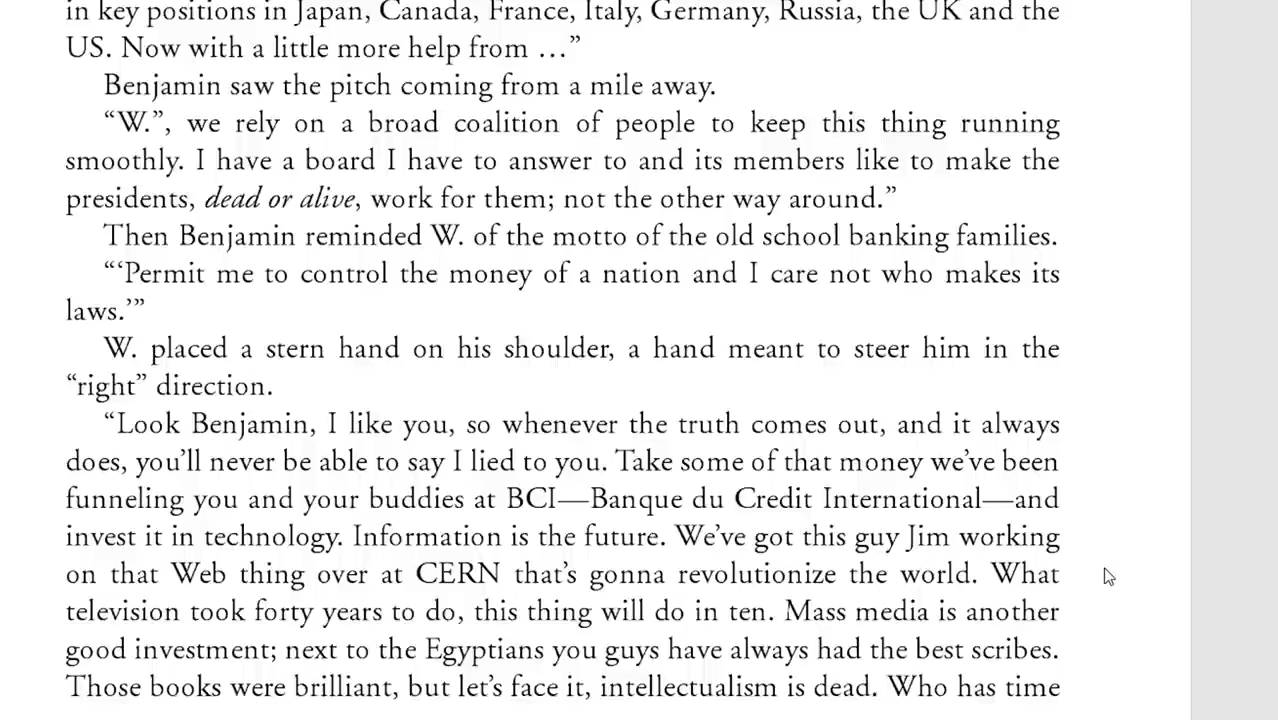 in key positions in Japan, Canada, France, Italy, Germany, Russia, the UK and the
US. Now with a little more help from …”
Benjamin saw the pitch coming from a mile away.
“W.”, we rely on a broad coalition of people to keep this thing running
smoothly. I have a board I have to answer to and its members like to make the
presidents, dead or alive, work for them; not the other way around.”
Then Benjamin reminded W. of the motto of the old school banking families.
“‘Permit me to control the money of a nation and I care not who makes its
laws.’”
W. placed a stern hand on his shoulder, a hand meant to steer him in the
“right” direction.
“Look Benjamin, I like you, so whenever the truth comes out, and it always
does, you’ll never be able to say I lied to you. Take some of that money we’ve been
funneling you and your buddies at BCI—Banque du Credit International—and
invest it in technology. Information is the future. We’ve got this guy Jim working
on that Web thing over at CERN that’s gonna revolutionize the world. What
television took forty years to do, this thing will do in ten. Mass media is another
good investment; next to the Egyptians you guys have always had the best scribes.
Those books were brilliant, but let’s face it, intellectualism is dead. Who has time